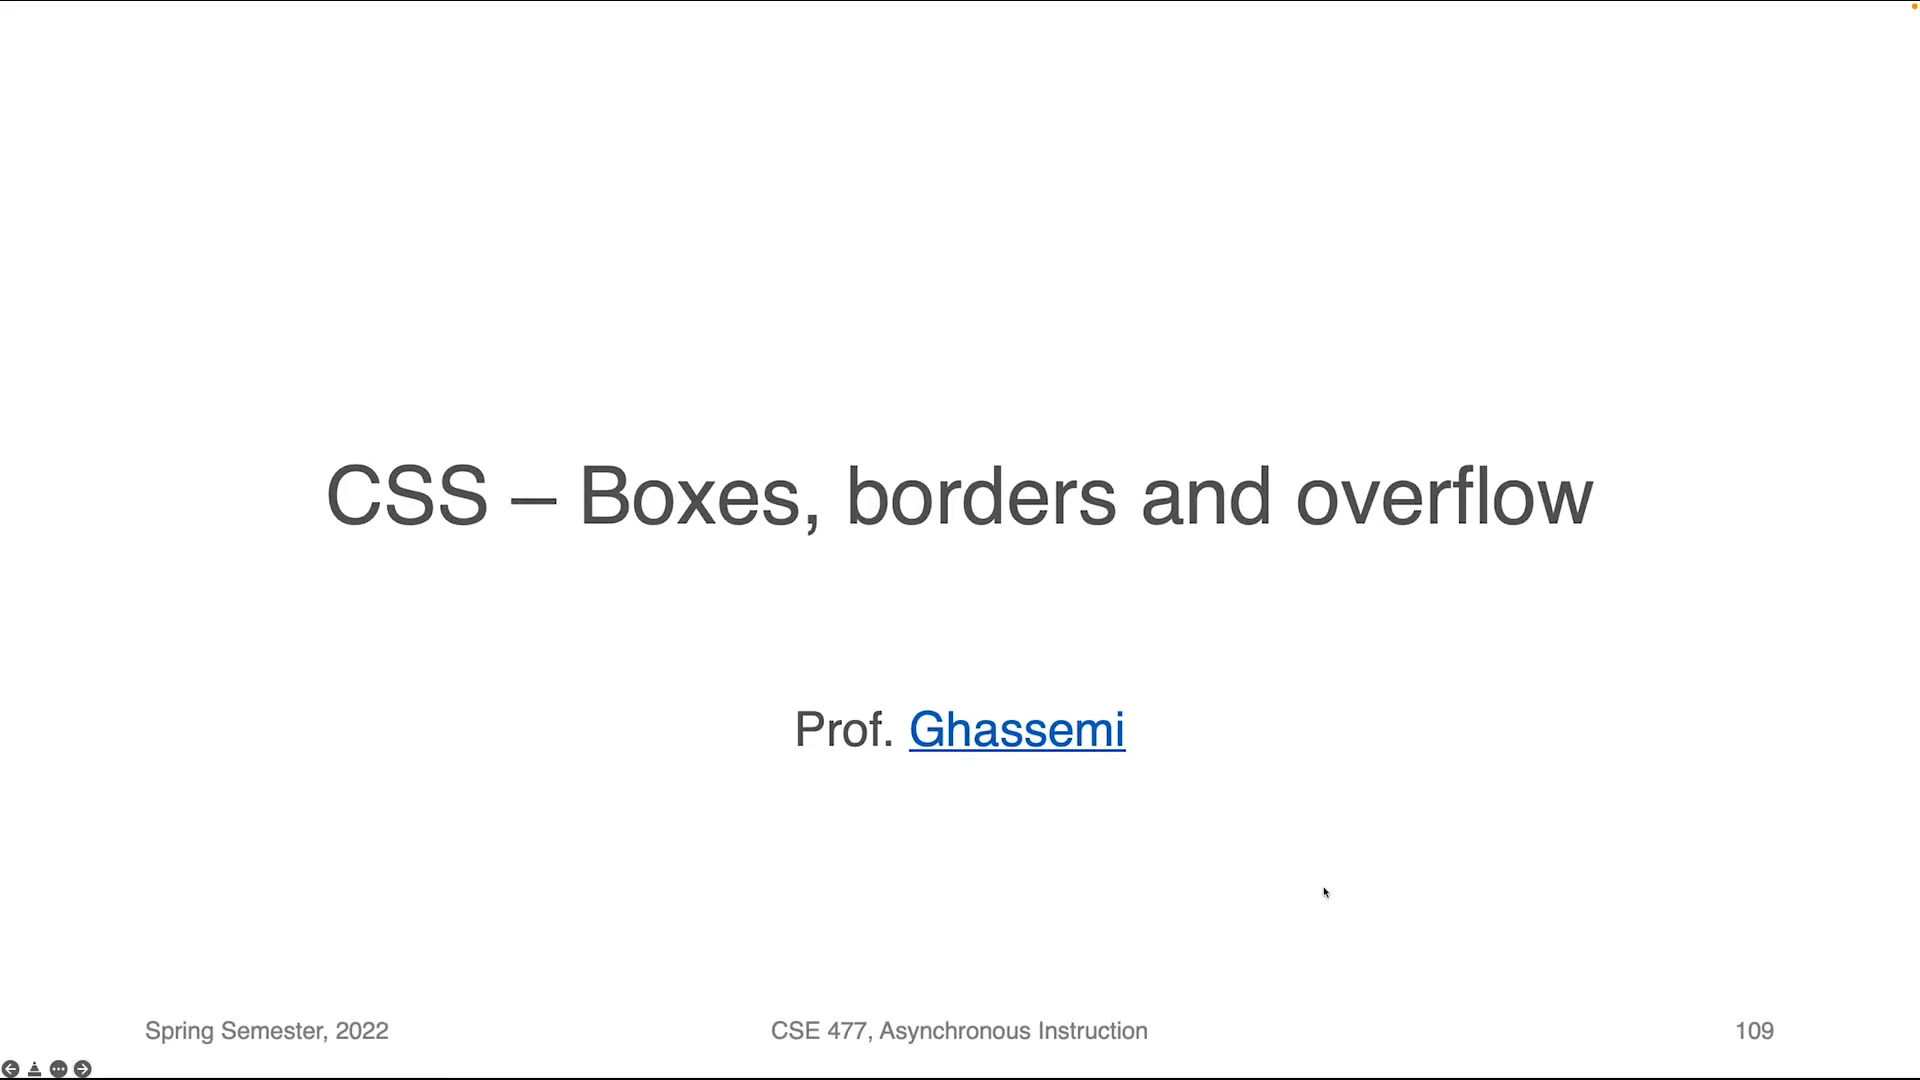 CSS – Boxes, borders and overflow
Prof. Ghassemi
Spring Semester, 2022
CSE 477, Asynchronous Instruction
109